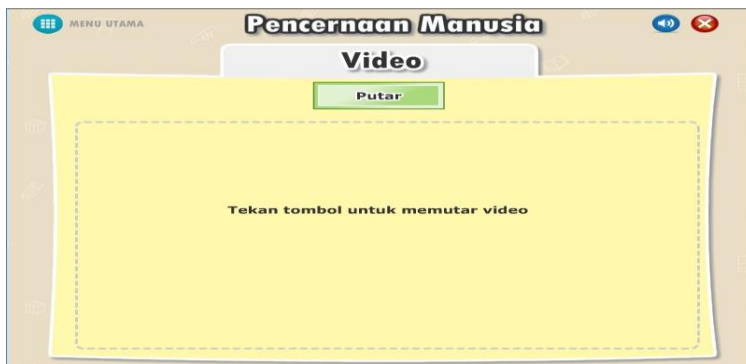 MENU UTAMA
Pencernaan Manusia
Video
Putar
Tekan tombol untuk memutar video